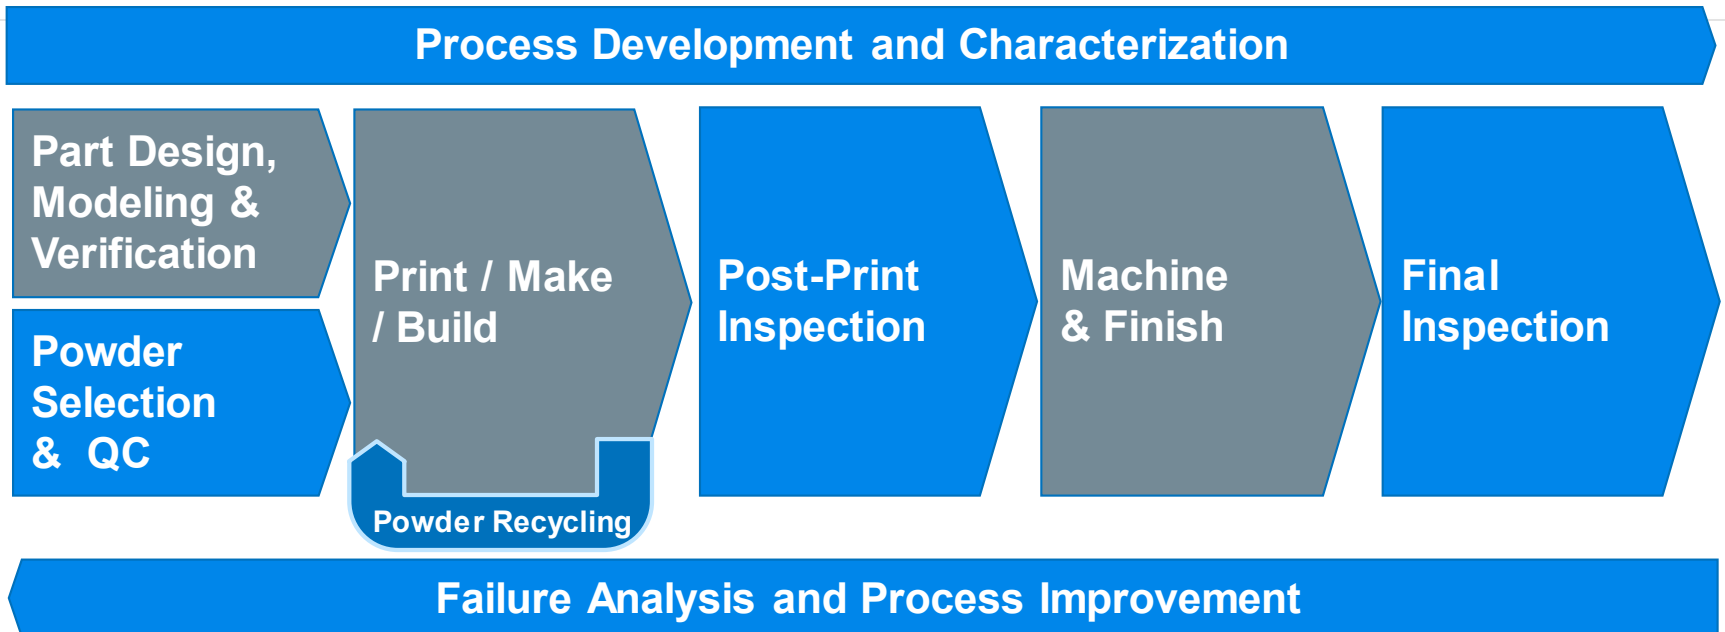 Process Development and Characterization
Part Design,
Modeling &
Verification
Powder
Selection
& QC
Print / Make
/ Build
Powder Recycling
Post-Print
Inspection
Machine
& Finish
Final
Inspection
Failure Analysis and Process Improvement